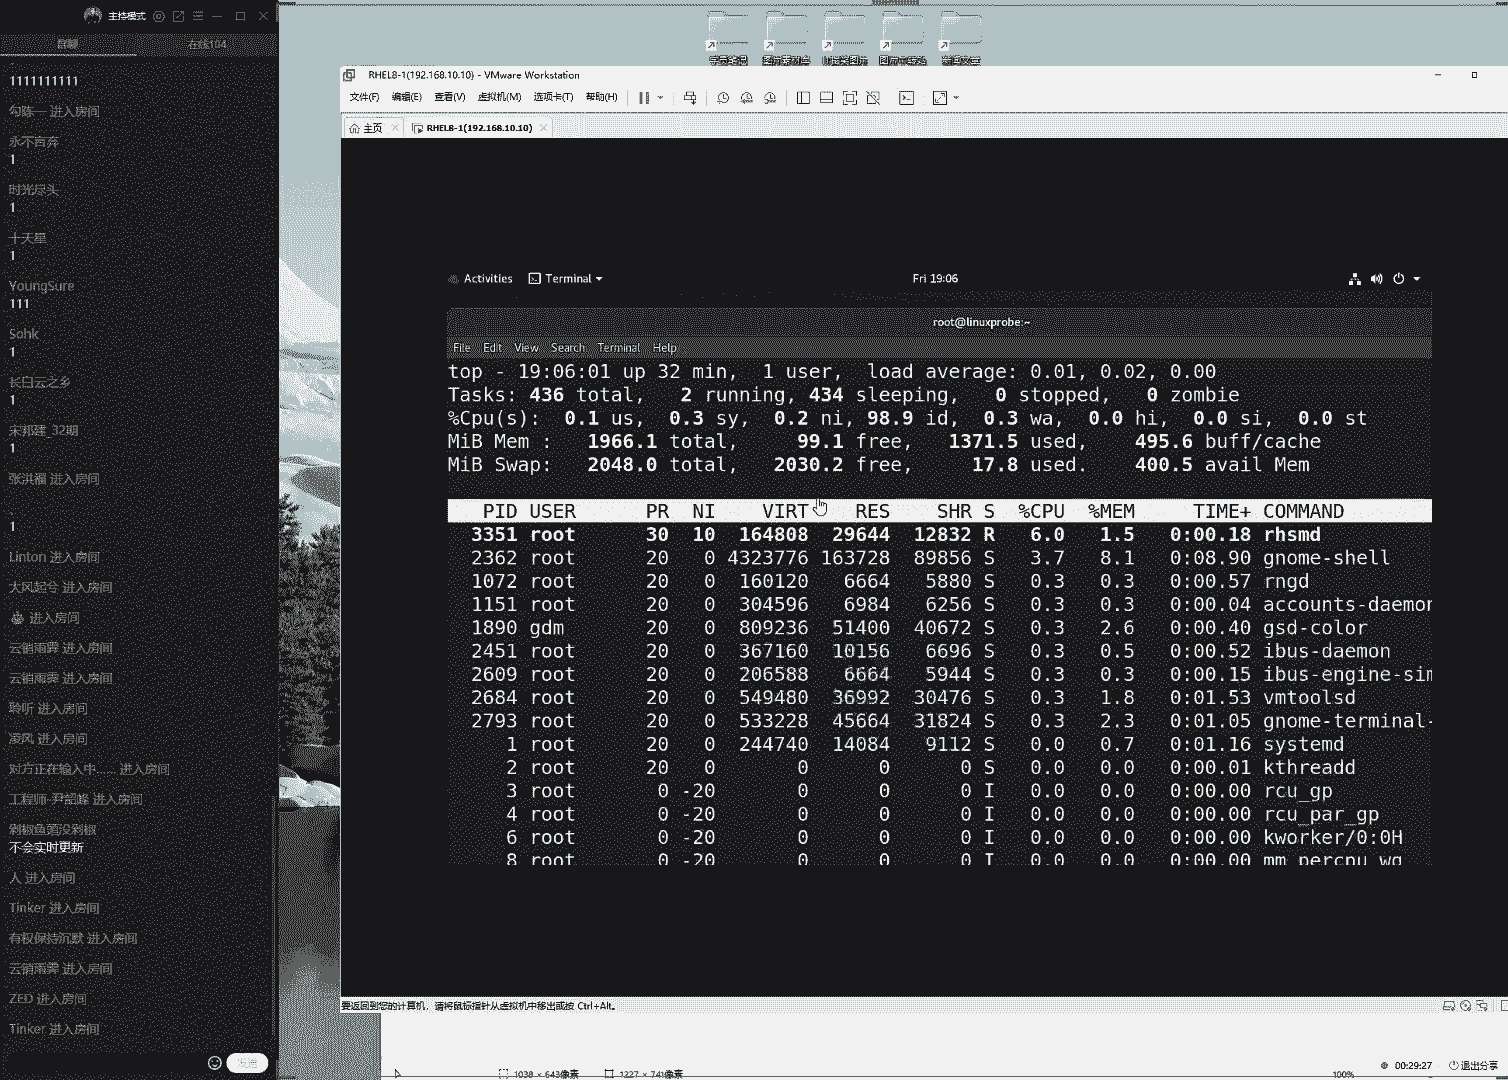 主持模式
群聊
在线104
1111111111
勾陈一 进入房间
永不言弃
1
时光尽头
1
十天星
1
YoungSure
111
Sohk
1
长白云之乡
1
宋邦建_32期
1
张洪福 进入房间
1
Linton 进入房间
大风起兮 进入房间
进入房间
云销雨霁 进入房间
云销雨霁 进入房间
聆听 进入房间
凌风 进入房间
对方正在输入中…… 进入房间
剁椒鱼头没剁椒
不会实时更新
人 进入房间
Tinker 进入房间
有权保持沉默 进入房间
云销雨霁 进入房间
ZED 进入房间
Tinker 进入房间
发送
RHEL8-1(192.168.10.10) - VMware Workstation
文件(F) 编辑(E) 查看(V) 虚拟机(M) 选项卡(T) 帮助(H)
主页 RHEL8-1(192.168.10.10)
Activities Terminal Fri 19:06
root@linuxprobe:~
File Edit View Search Terminal Help
top - 19:06:01 up 32 min, 1 user, load average: 0.01, 0.02, 0.00
Tasks: 436 total, 2 running, 434 sleeping, 0 stopped, 0 zombie
%Cpu(s): 0.1 us, 0.3 sy, 0.2 ni, 98.9 id, 0.3 wa, 0.0 hi, 0.0 si, 0.0 st
MiB Mem : 1966.1 total, 99.1 free, 1371.5 used, 495.6 buff/cache
MiB Swap: 2048.0 total, 2030.2 free, 17.8 used. 400.5 avail Mem
PID USER PR NI VIRT RES SHR S %CPU %MEM TIME+ COMMAND
3351 root 30 10 164808 29644 12832 R 6.0 1.5 0:00.18 rhsmd
2362 root 20 0 4323776 163728 89856 S 3.7 8.1 0:08.90 gnome-shell
1072 root 20 0 160120 6664 5880 S 0.3 0.3 0:00.57 rngd
1151 root 20 0 304596 6984 6256 S 0.3 0.3 0:00.04 accounts-daemon
1890 gdm 20 0 809236 51400 40672 S 0.3 2.6 0:00.40 gsd-color
2451 root 20 0 367160 10156 6696 S 0.3 0.5 0:00.52 ibus-daemon
2609 root 20 0 206588 6664 5944 S 0.3 0.3 0:00.15 ibus-engine-sim
2684 root 20 0 549480 36992 30476 S 0.3 1.8 0:01.53 vmtoolsd
2793 root 20 0 533228 45664 31824 S 0.3 2.3 0:01.05 gnome-terminal-
1 root 20 0 244740 14084 9112 S 0.0 0.7 0:01.16 systemd
2 root 20 0 0 0 0 S 0.0 0.0 0:00.01 kthreadd
3 root 0 -20 0 0 0 I 0.0 0.0 0:00.00 rcu_gp
4 root 0 -20 0 0 0 I 0.0 0.0 0:00.00 rcu_par_gp
6 root 0 -20 0 0 0 I 0.0 0.0 0:00.00 kworker/0:0H
8 root 0 -20 0 0 0 I 0.0 0.0 0:00.00 mm_percpu_wq
要返回到您的计算机，请将鼠标指针从虚拟机中移出或按 Ctrl+Alt。
1038 × 643像素 1227 × 741像素 100%
00:29:27 退出分享